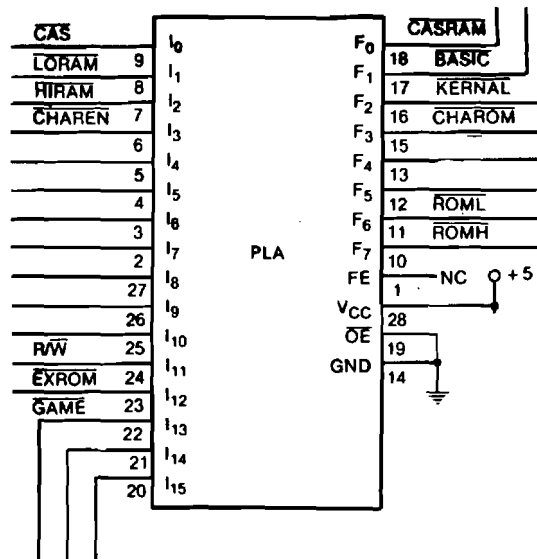 CAS I0 F0 CASRAM
9 18
LORAM I1 F1 BASIC
8 17
HIRAM I2 F2 KERNAL
7 16
CHAREN I3 F3 CHAROM
6 15
I4 F4
5 13
I5 F5
4 12 ROML
I6 F6
3 11 ROMH
I7 PLA F7
2 10
I8 FE NC +5
27 1
I9 VCC
26 28
I10 OE
R/W 25 19
I11 GND
EXROM 24 14
I12
GAME 23
I13
22
I14
21
I15
20